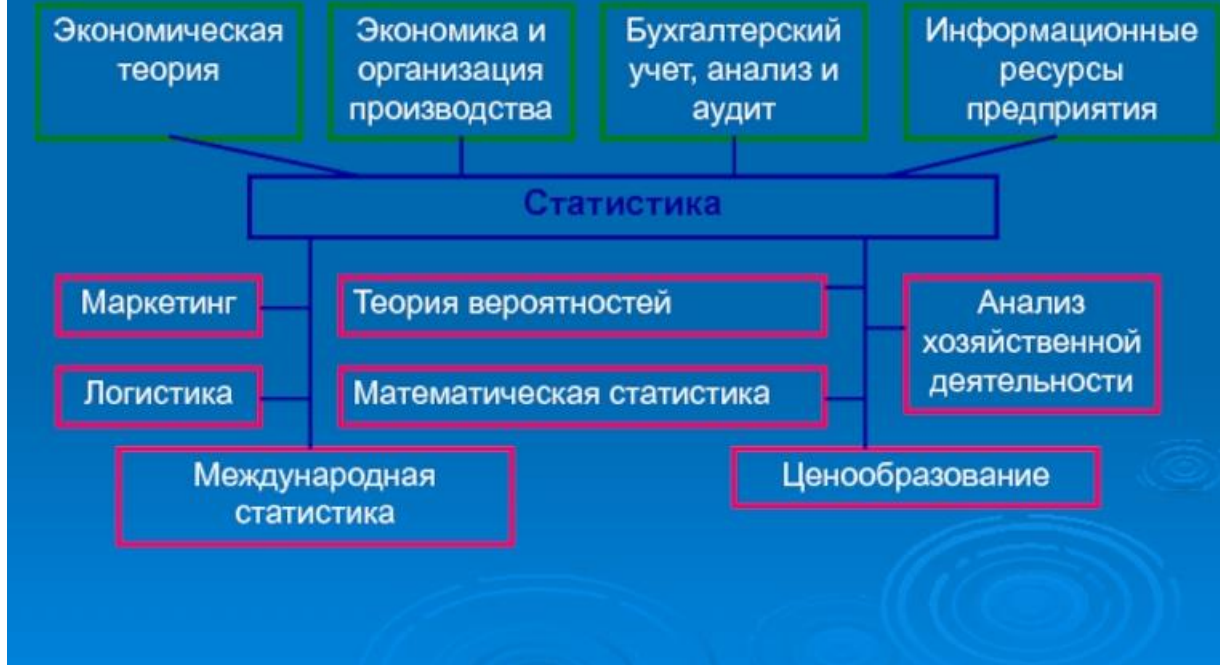 Экономическая
теория
Экономика и
организация
производства
Бухгалтерский
учет, анализ и
аудит
Информационные
ресурсы
предприятия
Статистика
Маркетинг
Теория вероятностей
Анализ
хозяйственной
деятельности
Логистика
Математическая статистика
Международная
статистика
Ценообразование